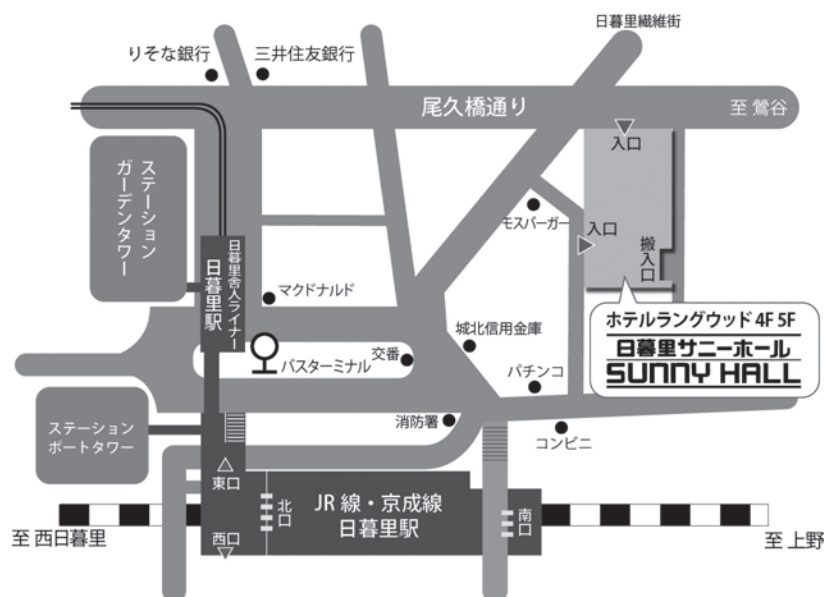 日暮里繊維街
りそな銀行
三井住友銀行
尾久橋通り
至 鶯谷
入口
ステーション
ガーデンタワー
モスバーガー
入口
搬入口
日暮里舎人ライナー
日暮里駅
マクドナルド
ホテルラングウッド 4F 5F
日暮里サニーホール
SUNNY HALL
城北信用金庫
バスターミナル
交番
パチンコ
ステーション
ポートタワー
消防署
コンビニ
東口
北口
JR 線・京成線
日暮里駅
南口
西口
至 西日暮里
至 上野